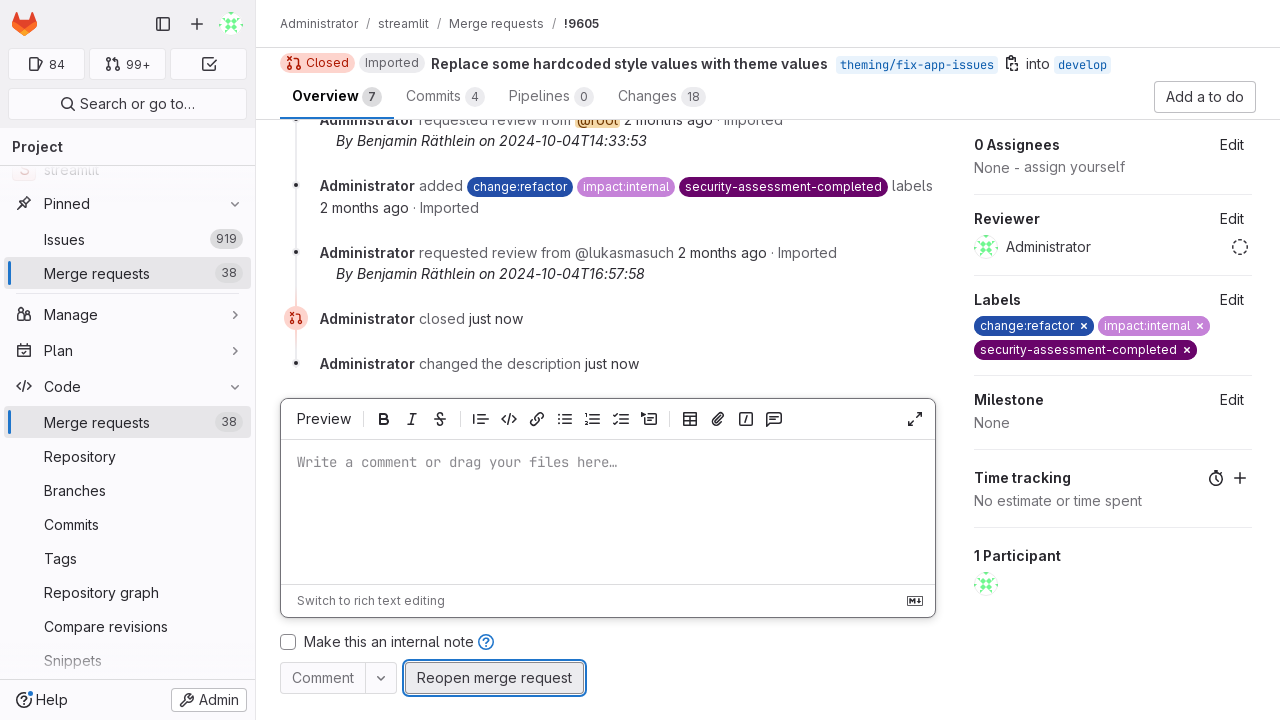 Administrator / streamlit / Merge requests / !9605
84
99+
Search or go to…
Project
streamlit
Pinned
Issues 919
Merge requests 38
Manage
Plan
Code
Merge requests 38
Repository
Branches
Commits
Tags
Repository graph
Compare revisions
Snippets
Help
Admin
Closed Imported Replace some hardcoded style values with theme values theming/fix-app-issues into develop
Overview 7
Commits 4
Pipelines 0
Changes 18
Add a to do
Administrator requested review from @root 2 months ago · Imported
By Benjamin Räthlein on 2024-10-04T14:33:53
Administrator added change:refactor impact:internal security-assessment-completed labels
2 months ago · Imported
Administrator requested review from @lukasmasuch 2 months ago · Imported
By Benjamin Räthlein on 2024-10-04T16:57:58
Administrator closed just now
Administrator changed the description just now
Preview
Write a comment or drag your files here…
Switch to rich text editing
Make this an internal note
Comment
Reopen merge request
0 Assignees Edit
None - assign yourself
Reviewer Edit
Administrator
Labels Edit
change:refactor × impact:internal ×
security-assessment-completed ×
Milestone Edit
None
Time tracking
No estimate or time spent
1 Participant